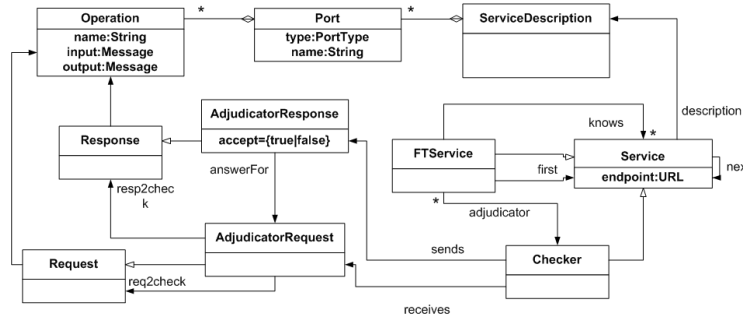 Operation
name:String
input:Message
output:Message
*
Port
type:PortType
name:String
*
ServiceDescription
description
AdjudicatorResponse
accept={true|false}
Response
knows
FTService
*
Service
endpoint:URL
first
nex
answerFor
resp2chec
k
*
adjudicator
AdjudicatorRequest
sends
Checker
Request
req2check
receives